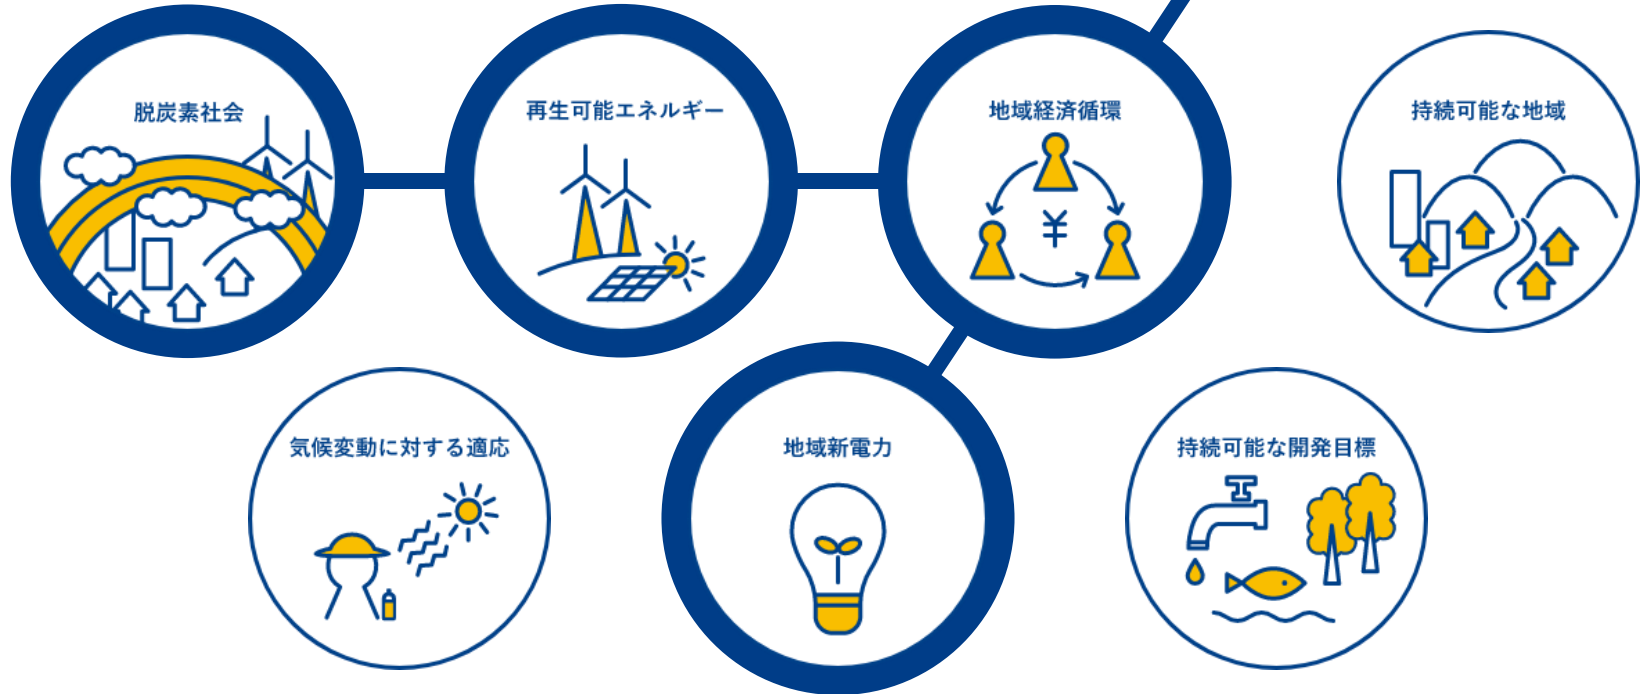 脱炭素社会
再生可能エネルギー
地域経済循環
持続可能な地域
¥
気候変動に対する適応
地域新電力
持続可能な開発目標